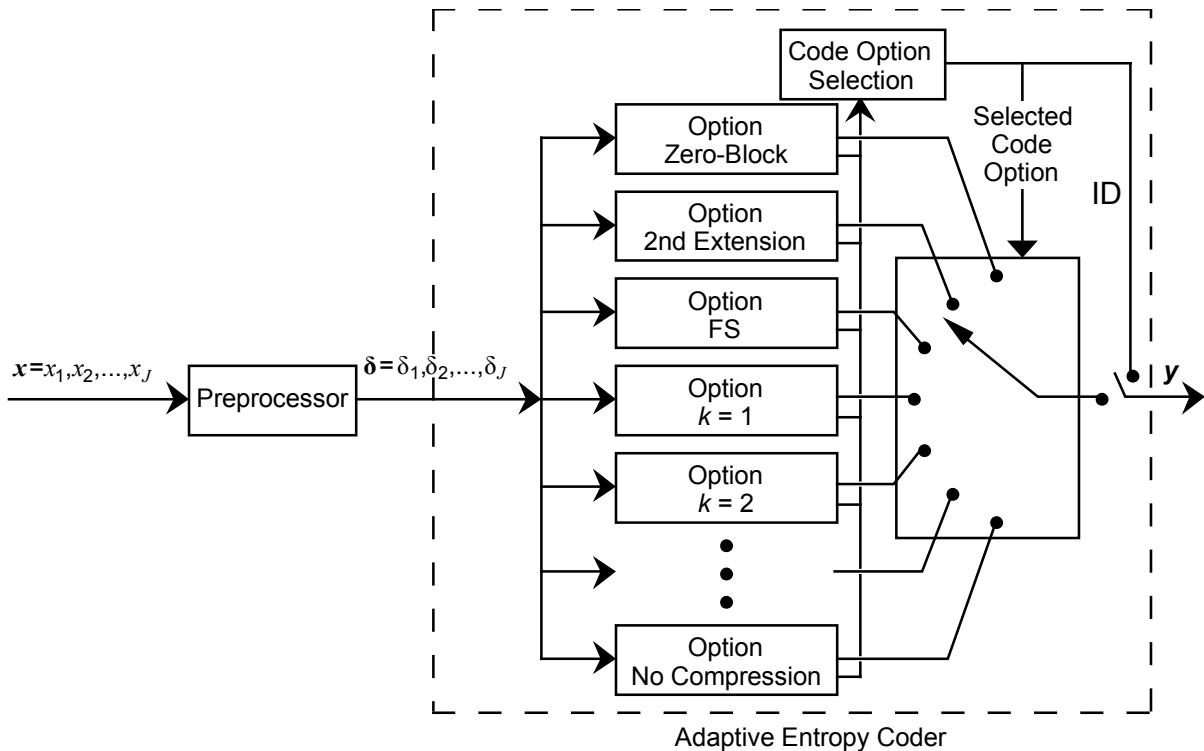 Code Option
Selection
Option
Zero-Block
Selected
Code
Option
ID
Option
2nd Extension
Option
FS
x=x1,x2,...,xJ
δ=δ1,δ2,...,δJ
Preprocessor
Option
k = 1
y
Option
k = 2
Option
No Compression
Adaptive Entropy Coder